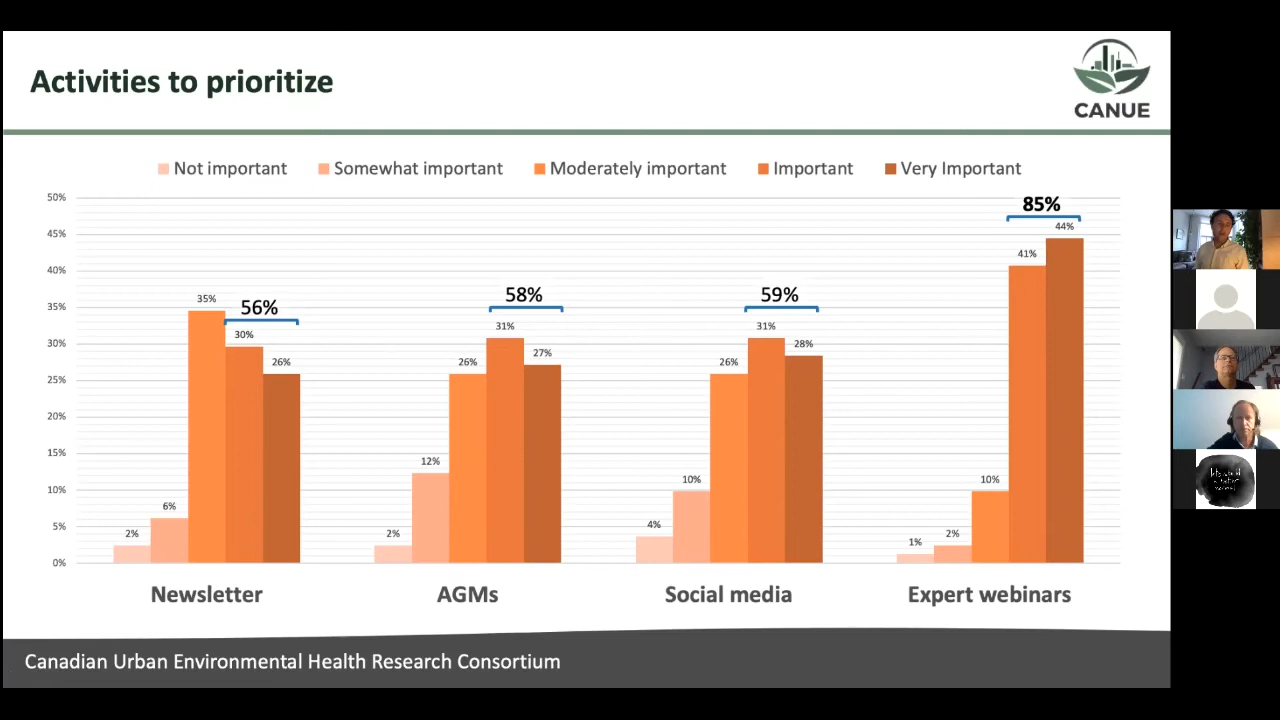 Activities to prioritize
CANUE
Not important
Somewhat important
Moderately important
Important
Very Important
50%
45%
40%
35%
30%
25%
20%
15%
10%
5%
0%
2%
6%
35%
30%
26%
56%
2%
12%
26%
31%
27%
58%
4%
10%
26%
31%
28%
59%
1%
2%
10%
41%
44%
85%
Newsletter
AGMs
Social media
Expert webinars
Canadian Urban Environmental Health Research Consortium